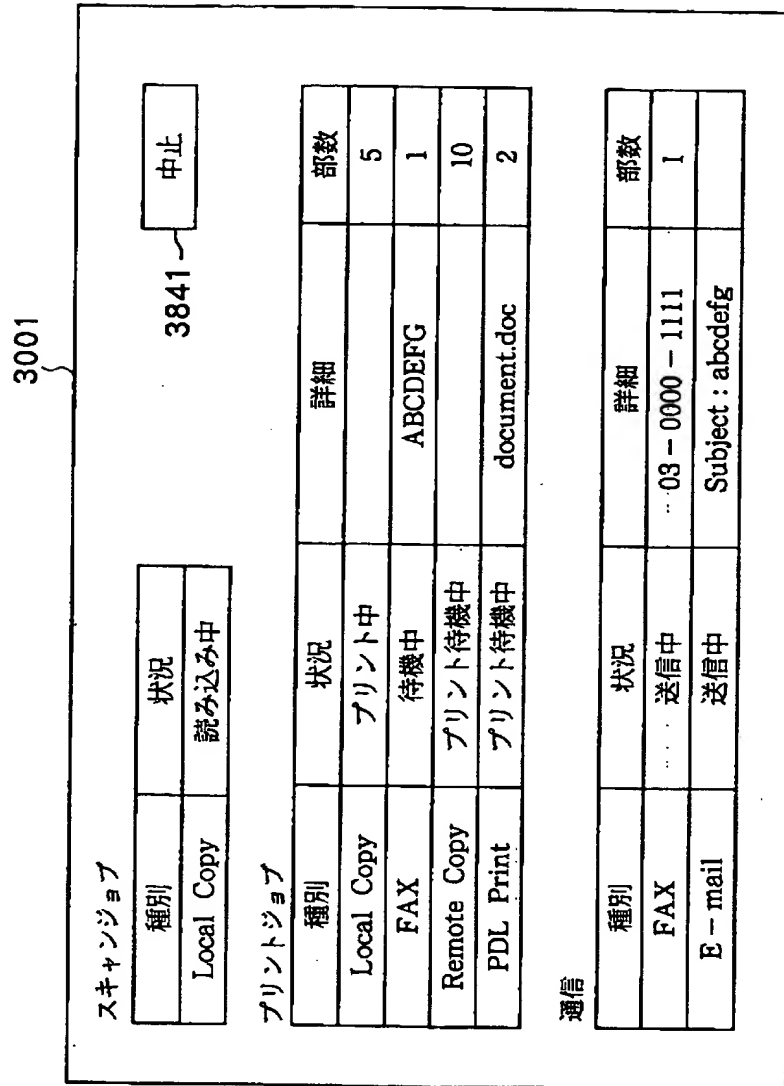 3001
中止
3841
スキャンジョブ
種別 状況
Local Copy 読み込み中
プリントジョブ
種別 状況 詳細 部数
Local Copy プリント中 5
FAX 待機中 ABCDEFG 1
Remote Copy プリント待機中 10
PDL Print プリント待機中 document.doc 2
通信
種別 状況 詳細 部数
FAX 送信中 03-0000-1111 1
E-mail 送信中 Subject : abcdefg